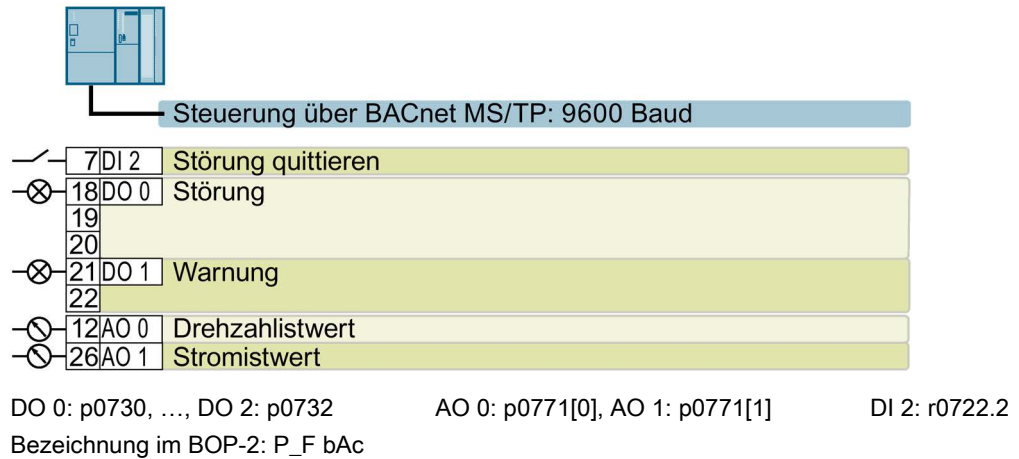 Steuerung über BACnet MS/TP: 9600 Baud
7 DI 2 Störung quittieren
18 DO 0 Störung
19
20
21 DO 1 Warnung
22
12 AO 0 Drehzahlistwert
26 AO 1 Stromistwert
DO 0: p0730, …, DO 2: p0732 AO 0: p0771[0], AO 1: p0771[1] DI 2: r0722.2
Bezeichnung im BOP-2: P_F bAc